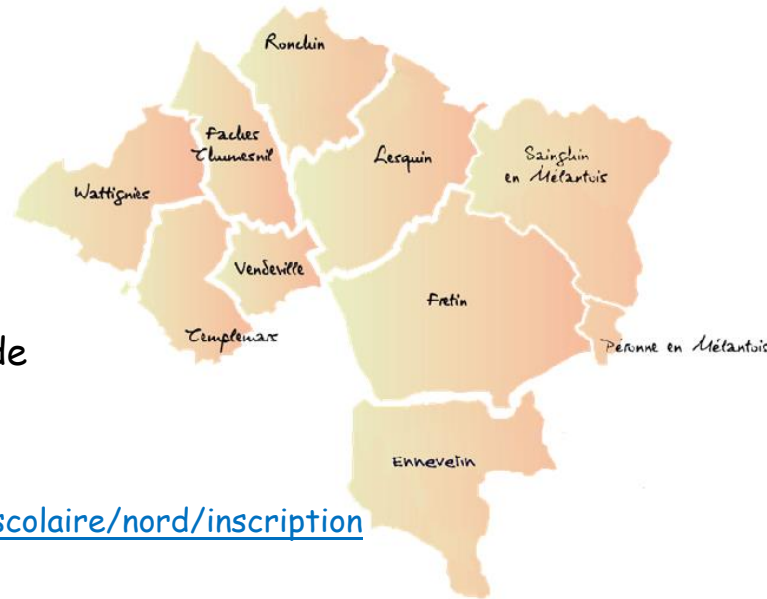 Ronchin
Faches
Thumesnil
Lesquin
Sainghin
en Mélantois
Wattignies
Vendeville
Fretin
Templemars
Péronne en Mélantois
de
Ennevelin
scolaire/nord/inscription